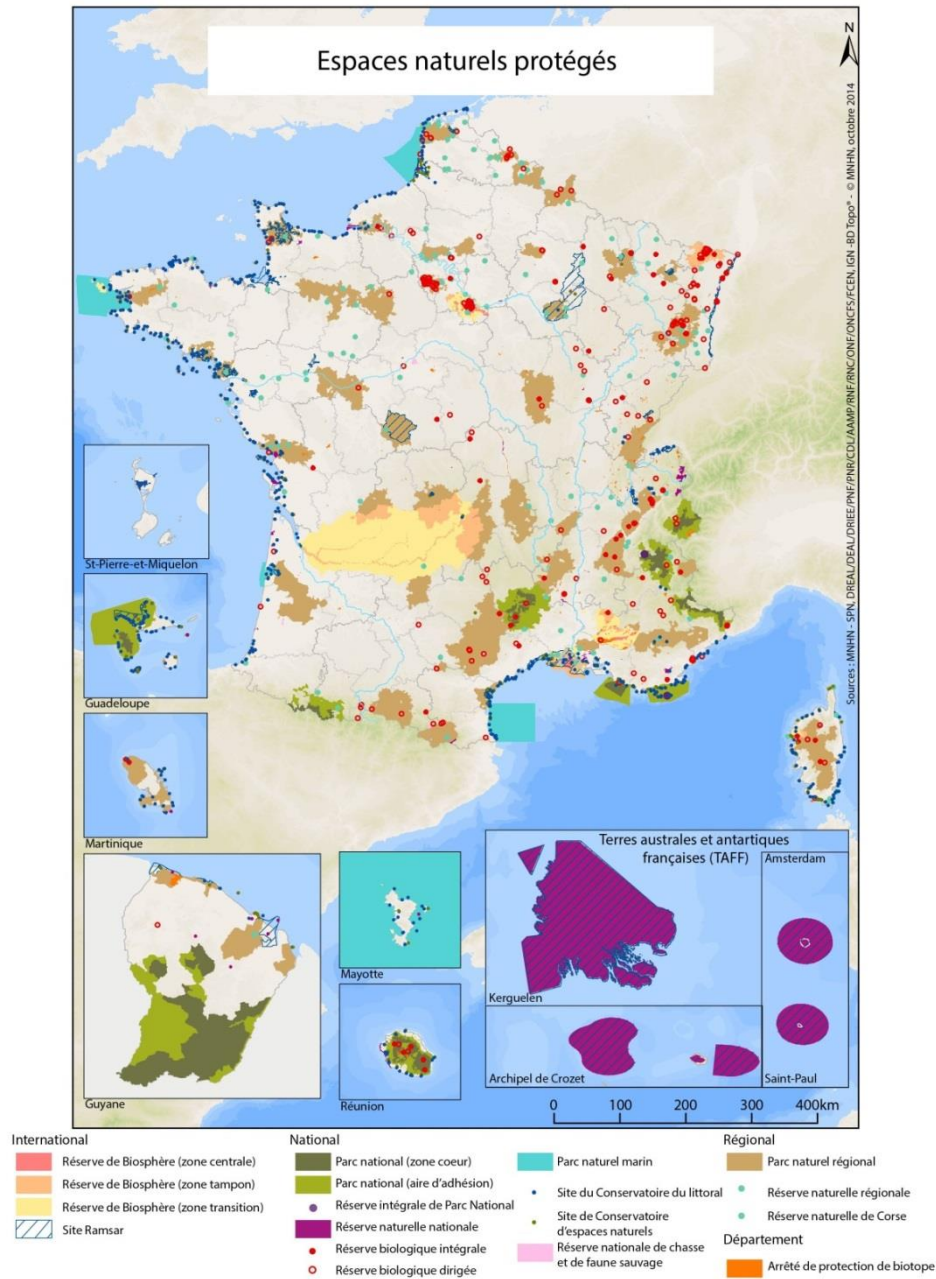 Espaces naturels protégés
N
Sources : MNHN - SPN, DREAL/DEAL/DRIEE/PNF/PNR/CDL/AAMP/RNF/RNC/ONF/ONCFS/FCEN, IGN -BD Topo® - © MNHN, octobre 2014
St-Pierre-et-Miquelon
Guadeloupe
Martinique
Guyane
Mayotte
Réunion
Terres australes et antartiques
françaises (TAFF)
Amsterdam
Kerguelen
Archipel de Crozet
Saint-Paul
0 100 200 300 400km
International
Réserve de Biosphère (zone centrale)
Réserve de Biosphère (zone tampon)
Réserve de Biosphère (zone transition)
Site Ramsar
National
Parc national (zone coeur)
Parc national (aire d'adhésion)
Réserve intégrale de Parc National
Réserve naturelle nationale
Réserve biologique intégrale
Réserve biologique dirigée
Parc naturel marin
Site du Conservatoire du littoral
Site de Conservatoire
d'espaces naturels
Réserve nationale de chasse
et de faune sauvage
Régional
Parc naturel régional
Réserve naturelle régionale
Réserve naturelle de Corse
Département
Arrêté de protection de biotope